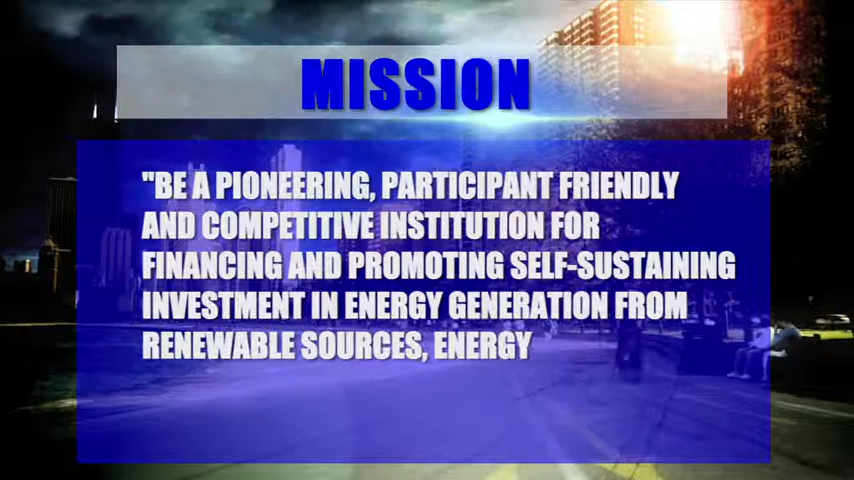 MISSION
"BE A PIONEERING, PARTICIPANT FRIENDLY
AND COMPETITIVE INSTITUTION FOR
FINANCING AND PROMOTING SELF-SUSTAINING
INVESTMENT IN ENERGY GENERATION FROM
RENEWABLE SOURCES, ENERGY